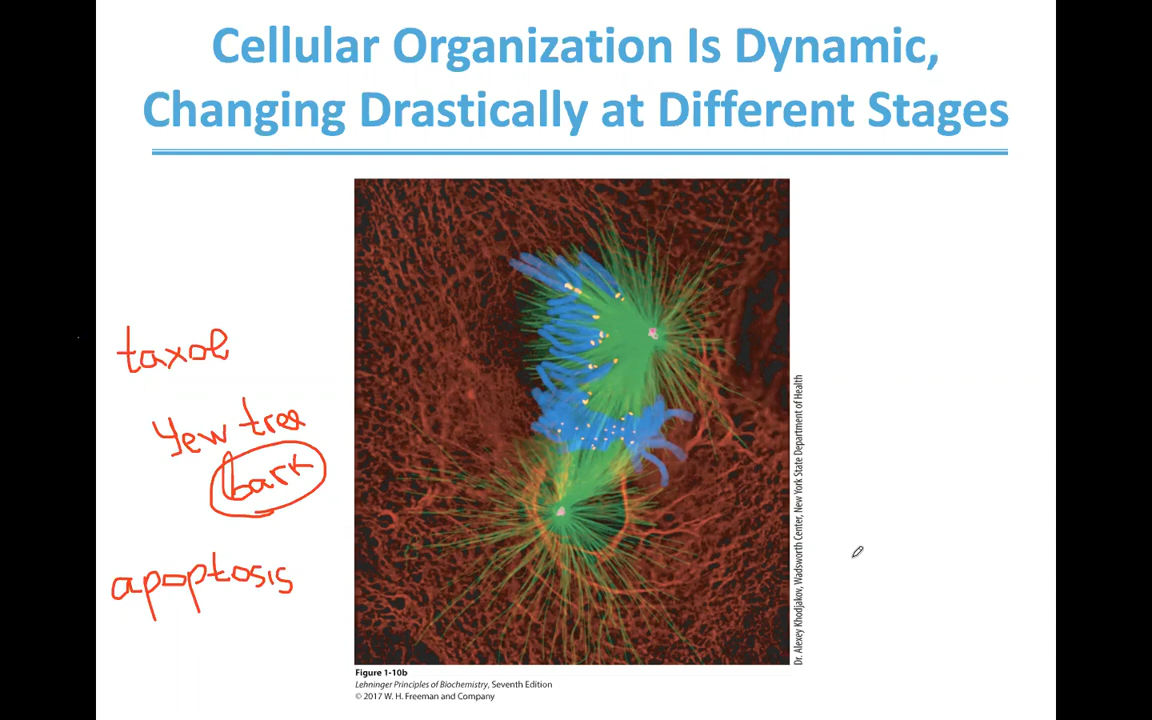 Cellular Organization Is Dynamic,
Changing Drastically at Different Stages
taxol
Yew tree
bark
apoptosis
Dr. Alexey Khodjakov, Wadsworth Center, New York State Department of Health
Figure 1-10b
Lehninger Principles of Biochemistry, Seventh Edition
© 2017 W. H. Freeman and Company